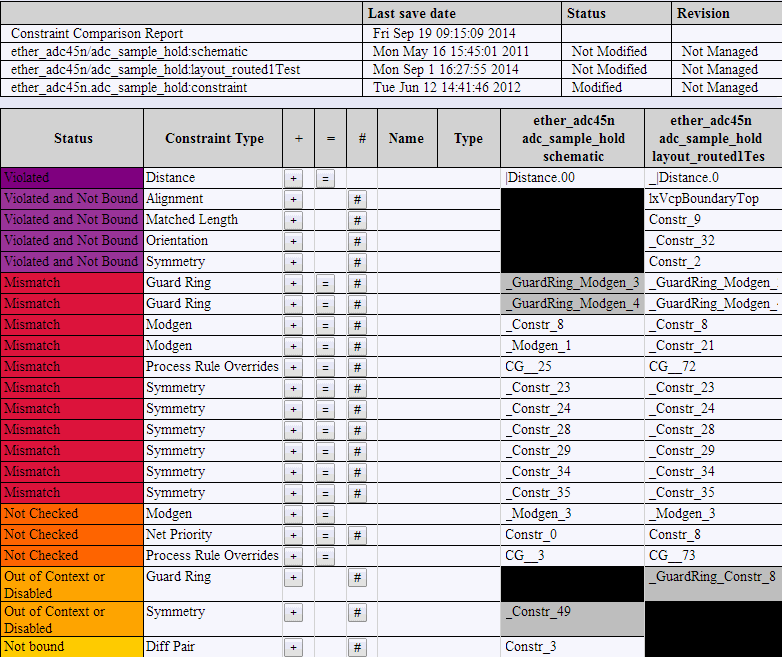 Last save date Status Revision
Constraint Comparison Report Fri Sep 19 09:15:09 2014
ether_adc45n/adc_sample_hold:schematic Mon May 16 15:45:01 2011 Not Modified Not Managed
ether_adc45n/adc_sample_hold:layout_routed1Test Mon Sep 1 16:27:55 2014 Not Modified Not Managed
ether_adc45n.adc_sample_hold:constraint Tue Jun 12 14:41:46 2012 Modified Not Managed
Status Constraint Type + = # Name Type ether_adc45n adc_sample_hold schematic ether_adc45n adc_sample_hold layout_routed1Tes
Violated Distance + = |Distance.00 _|Distance.0
Violated and Not Bound Alignment + # lxVcpBoundaryTop
Violated and Not Bound Matched Length + # Constr_9
Violated and Not Bound Orientation + # _Constr_32
Violated and Not Bound Symmetry + # Constr_2
Mismatch Guard Ring + = # _GuardRing_Modgen_3 _GuardRing_Modgen_
Mismatch Guard Ring + = # _GuardRing_Modgen_4 _GuardRing_Modgen_
Mismatch Modgen + = # _Constr_8 _Constr_8
Mismatch Modgen + = # _Modgen_1 _Constr_21
Mismatch Process Rule Overrides + = # CG__25 CG__72
Mismatch Symmetry + = # _Constr_23 _Constr_23
Mismatch Symmetry + = # _Constr_24 _Constr_24
Mismatch Symmetry + = # _Constr_28 _Constr_28
Mismatch Symmetry + = # _Constr_29 _Constr_29
Mismatch Symmetry + = # _Constr_34 _Constr_34
Mismatch Symmetry + = # _Constr_35 _Constr_35
Not Checked Modgen + = _Modgen_3 _Modgen_3
Not Checked Net Priority + = # Constr_0 Constr_8
Not Checked Process Rule Overrides + = CG__3 CG__73
Out of Context or Disabled Guard Ring + # _GuardRing_Constr_8
Out of Context or Disabled Symmetry + # _Constr_49
Not bound Diff Pair + # Constr_3